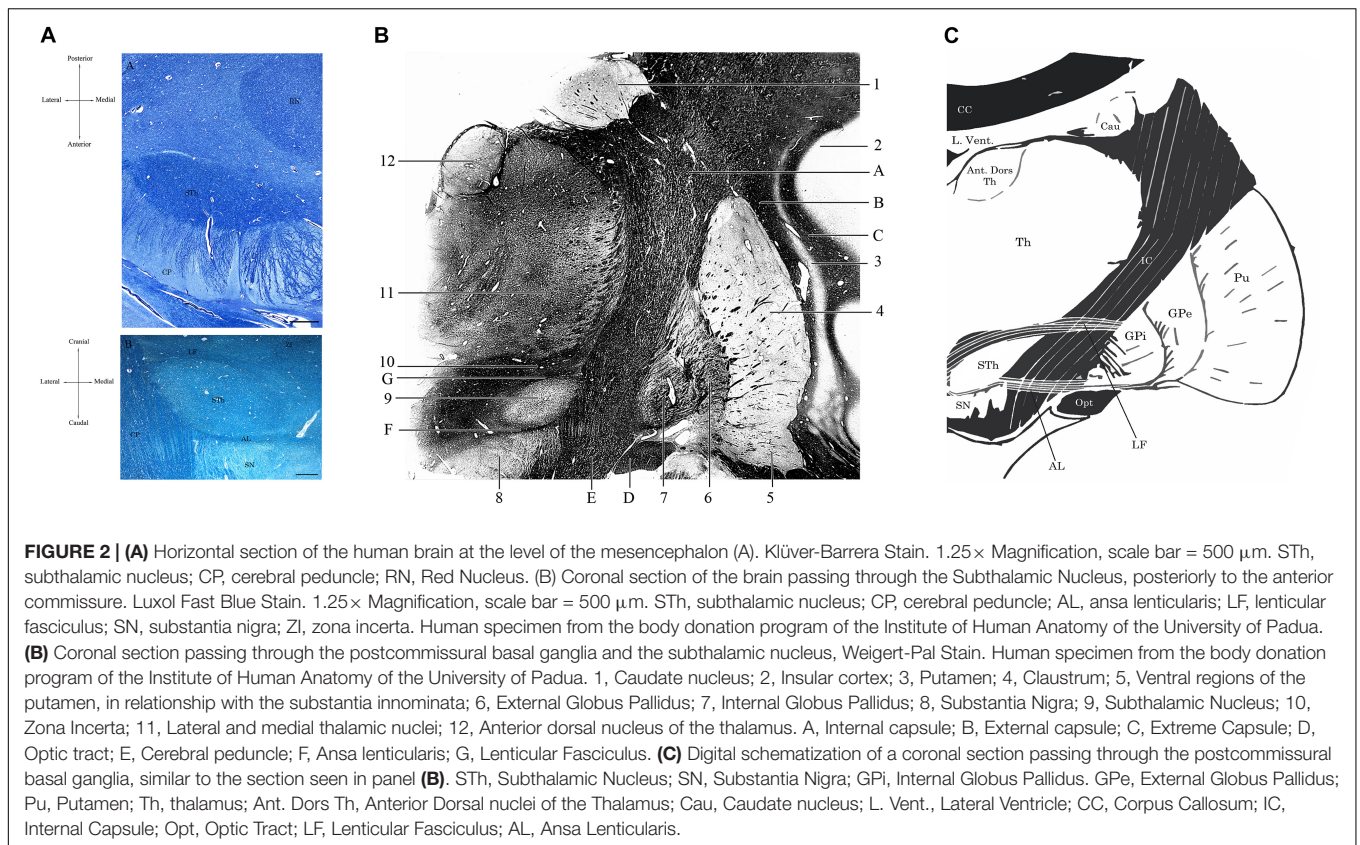 A
Posterior
Lateral
Medial
Anterior
A
STh
CP
Cranial
Lateral
Medial
Caudal
B
LF
ZI
STh
CP
AL
SN
B
1
2
12
A
B
C
3
11
4
10
G
9
F
8
E
D
7
6
5
C
CC
L. Vent.
Cau
Ant. Dors
Th
Th
IC
Pu
GPe
GPi
STh
SN
Opt
LF
AL
FIGURE 2 | (A) Horizontal section of the human brain at the level of the mesencephalon (A). Klüver-Barrera Stain. 1.25× Magnification, scale bar = 500 μm. STh,
subthalamic nucleus; CP, cerebral peduncle; RN, Red Nucleus. (B) Coronal section of the brain passing through the Subthalamic Nucleus, posteriorly to the anterior
commissure. Luxol Fast Blue Stain. 1.25× Magnification, scale bar = 500 μm. STh, subthalamic nucleus; CP, cerebral peduncle; AL, ansa lenticularis; LF, lenticular
fasciculus; SN, substantia nigra; ZI, zona incerta. Human specimen from the body donation program of the Institute of Human Anatomy of the University of Padua.
(B) Coronal section passing through the postcommissural basal ganglia and the subthalamic nucleus, Weigert-Pal Stain. Human specimen from the body donation
program of the Institute of Human Anatomy of the University of Padua. 1, Caudate nucleus; 2, Insular cortex; 3, Putamen; 4, Claustrum; 5, Ventral regions of the
putamen, in relationship with the substantia innominata; 6, External Globus Pallidus; 7, Internal Globus Pallidus; 8, Substantia Nigra; 9, Subthalamic Nucleus; 10,
Zona Incerta; 11, Lateral and medial thalamic nuclei; 12, Anterior dorsal nucleus of the thalamus. A, Internal capsule; B, External capsule; C, Extreme Capsule; D,
Optic tract; E, Cerebral peduncle; F, Ansa lenticularis; G, Lenticular Fasciculus. (C) Digital schematization of a coronal section passing through the postcommissural
basal ganglia, similar to the section seen in panel (B). STh, Subthalamic Nucleus; SN, Substantia Nigra; GPi, Internal Globus Pallidus. GPe, External Globus Pallidus;
Pu, Putamen; Th, thalamus; Ant. Dors Th, Anterior Dorsal nuclei of the Thalamus; Cau, Caudate nucleus; L. Vent., Lateral Ventricle; CC, Corpus Callosum; IC,
Internal Capsule; Opt, Optic Tract; LF, Lenticular Fasciculus; AL, Ansa Lenticularis.